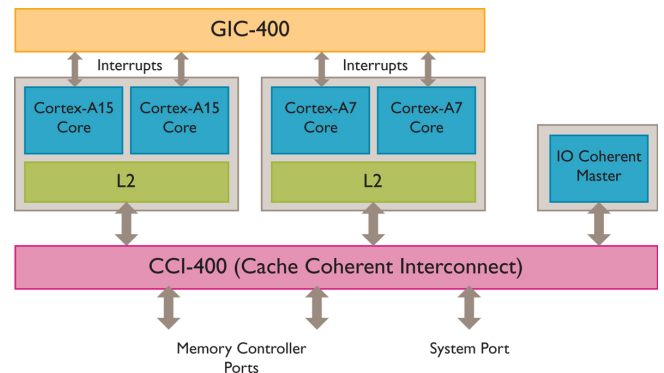 GIC-400
Interrupts
Interrupts
Cortex-A15
Core
Cortex-A15
Core
Cortex-A7
Core
Cortex-A7
Core
L2
L2
IO Coherent
Master
CCI-400 (Cache Coherent Interconnect)
Memory Controller
Ports
System Port